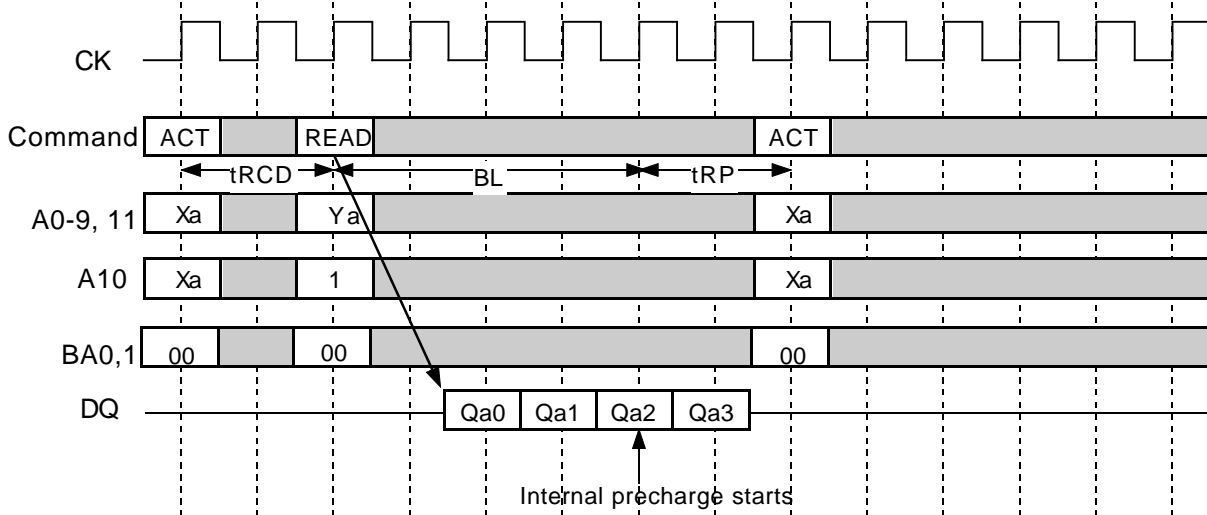 CK
Command ACT READ ACT
tRCD BL tRP
A0-9, 11 Xa Ya Xa
A10 Xa 1 Xa
BA0,1 00 00 00
DQ Qa0 Qa1 Qa2 Qa3
Internal precharge starts